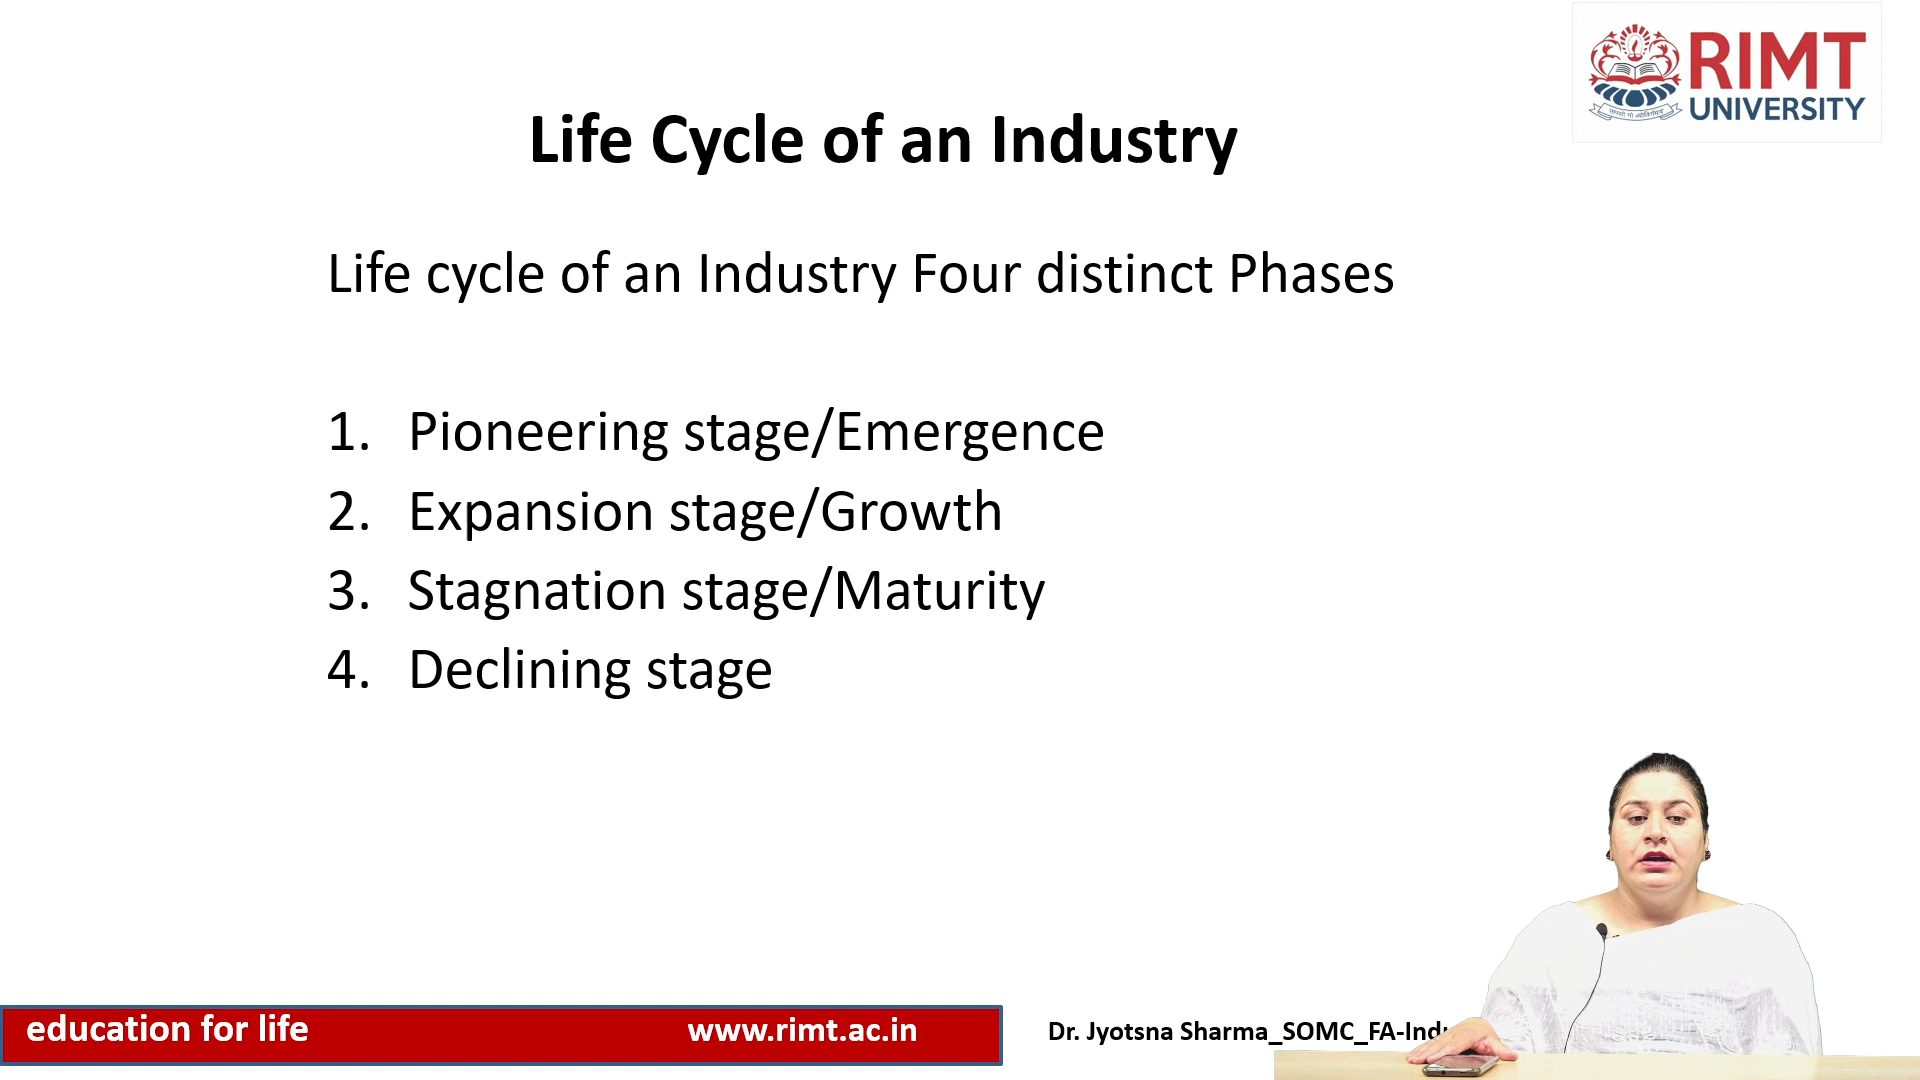 RIMT
UNIVERSITY
Life Cycle of an Industry
Life cycle of an Industry Four distinct Phases
1. Pioneering stage/Emergence
2. Expansion stage/Growth
3. Stagnation stage/Maturity
4. Declining stage
education for life
www.rimt.ac.in
Dr. Jyotsna Sharma_SOMC_FA-Indu